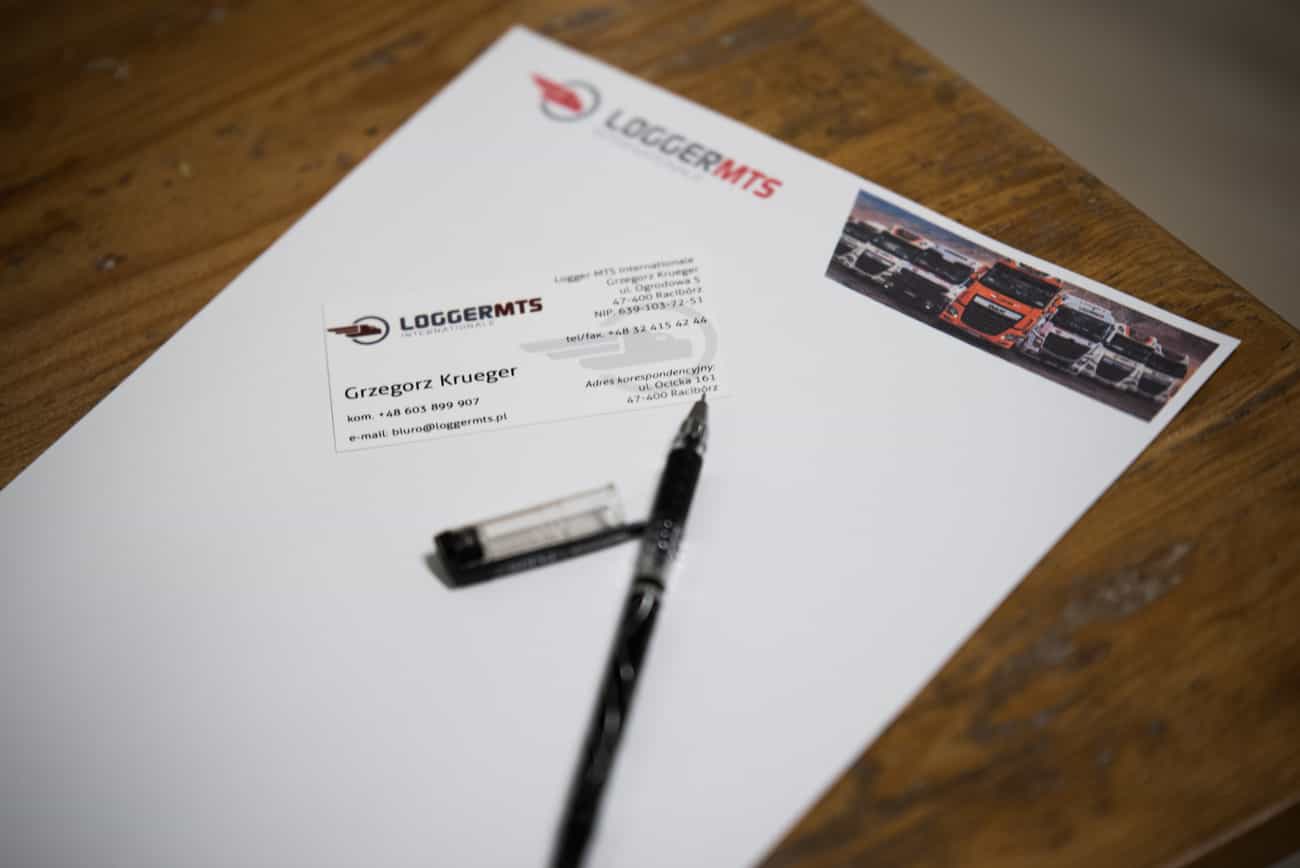 LOGGERMTS
LOGGERMTS
INTERNATIONALE
Grzegorz Krueger
kom. +48 603 899 907
e-mail: biuro@loggermts.pl
Logger MTS Internationale
Grzegorz Krueger
ul. Ogrodowa 5
47-400 Racibórz
NIP. 639-103-72-51
tel/fax. +48 32 415 42 44
Adres korespondencyjny:
ul. Ocicka 161
47-400 Racibórz